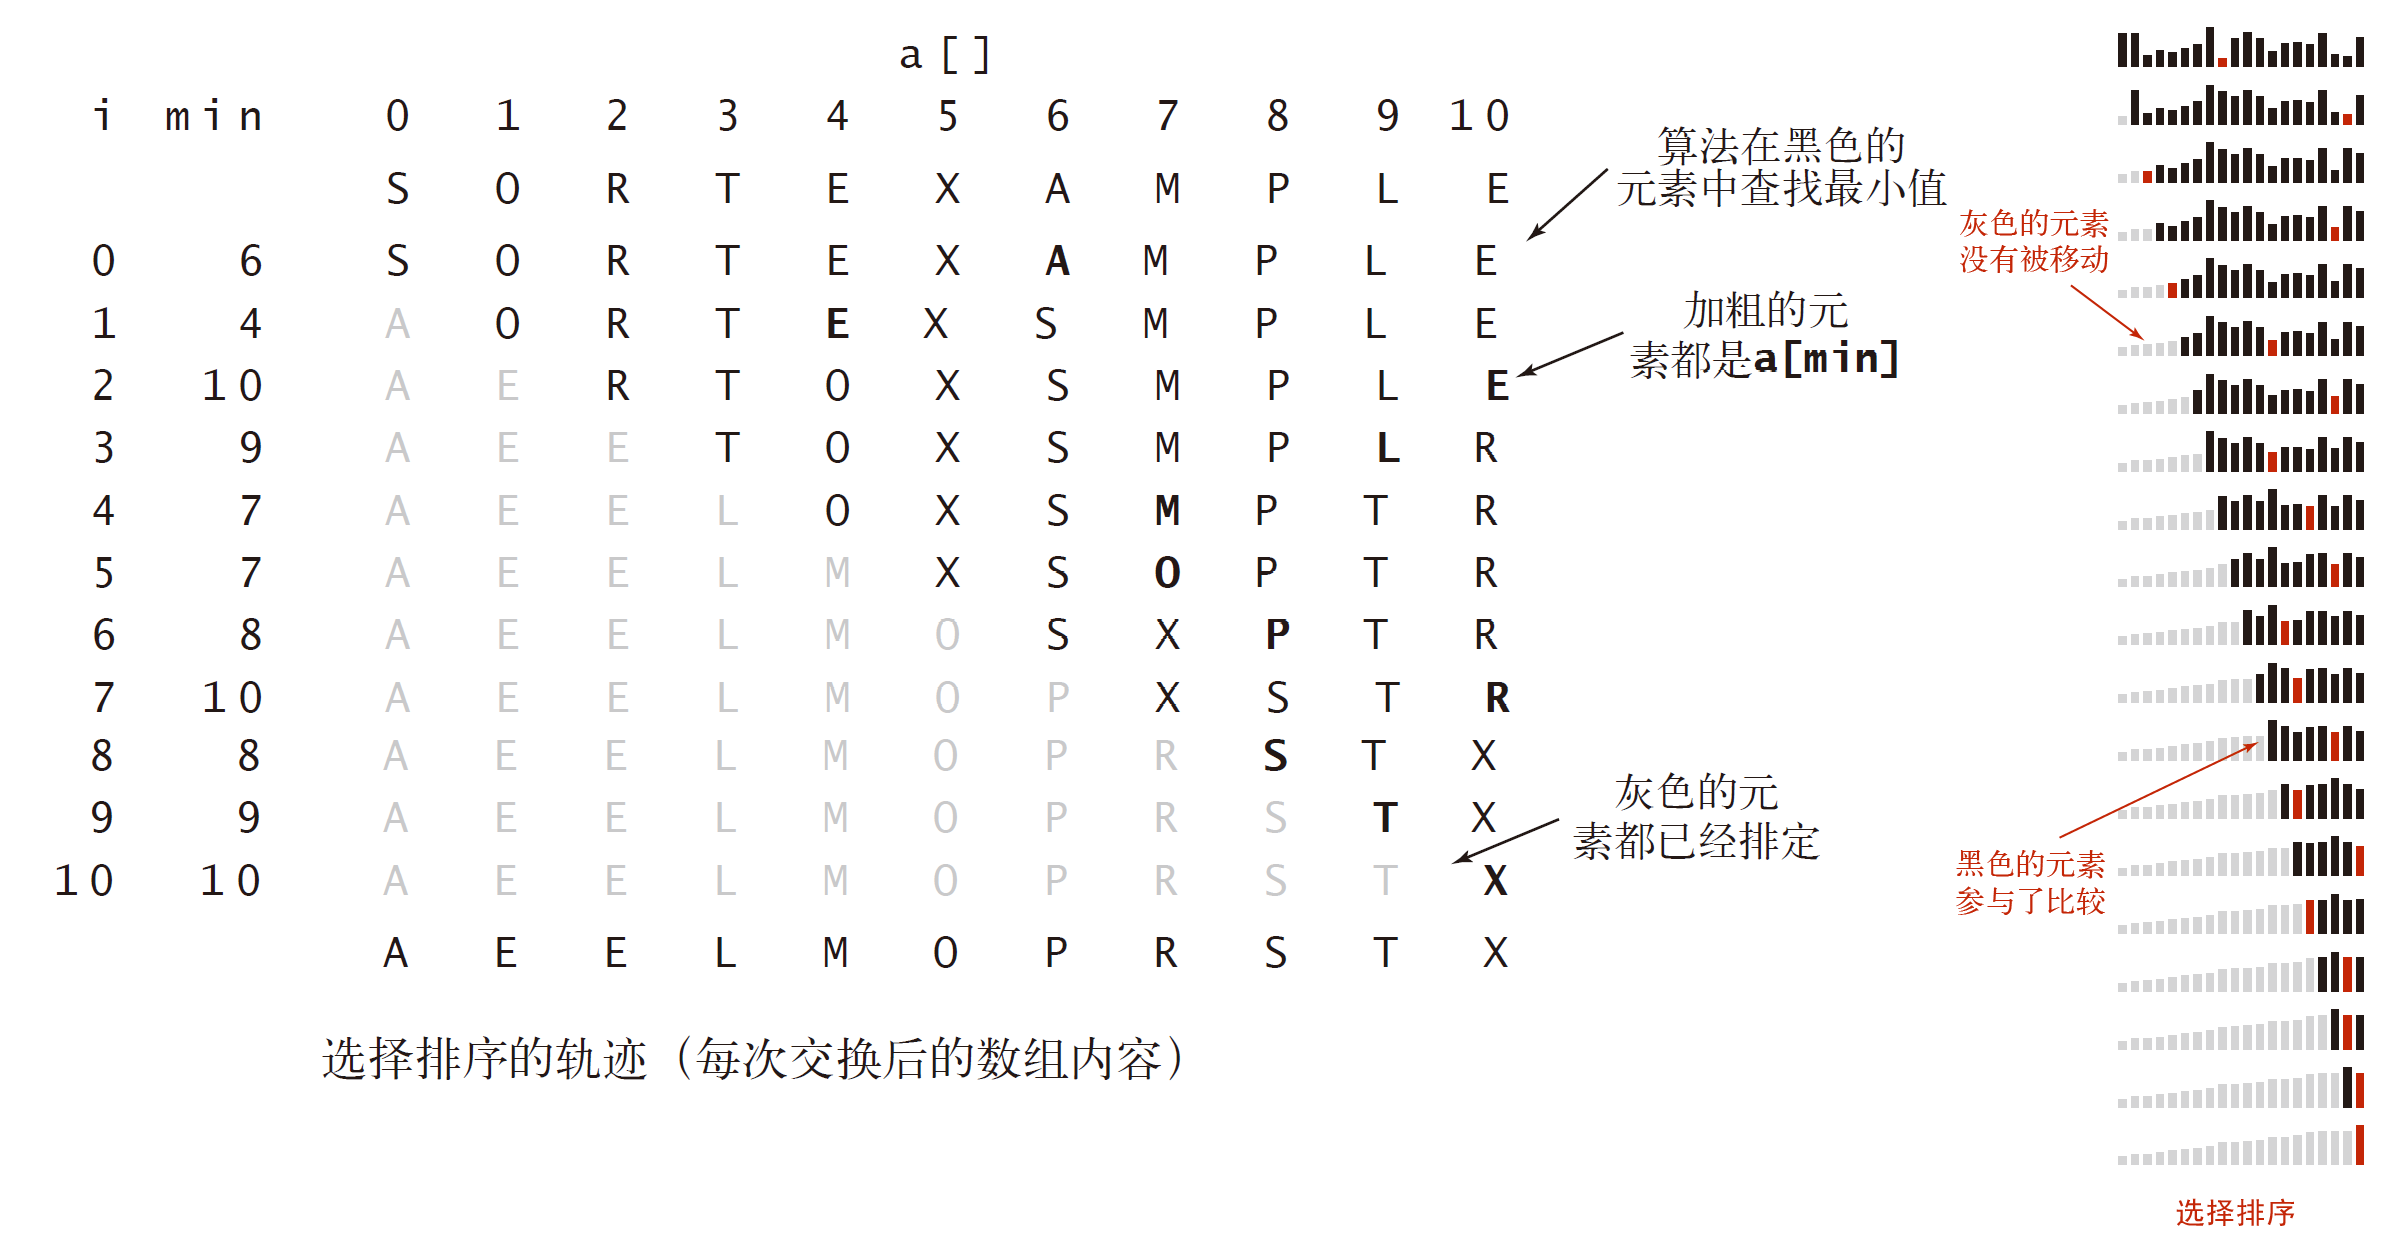 a[]
i min 0 1 2 3 4 5 6 7 8 9 10
S O R T E X A M P L E
0 6 S O R T E X A M P L E
1 4 A O R T E X S M P L E
2 10 A E R T O X S M P L E
3 9 A E E T O X S M P L R
4 7 A E E L O X S M P T R
5 7 A E E L M X S O P T R
6 8 A E E L M O S X P T R
7 10 A E E L M O P X S T R
8 8 A E E L M O P R S T X
9 9 A E E L M O P R S T X
10 10 A E E L M O P R S T X
A E E L M O P R S T X
算法在黑色的
元素中查找最小值
加粗的元
素都是a[min]
灰色的元
素都已经排定
选择排序的轨迹（每次交换后的数组内容）
灰色的元素
没有被移动
黑色的元素
参与了比较
选择排序